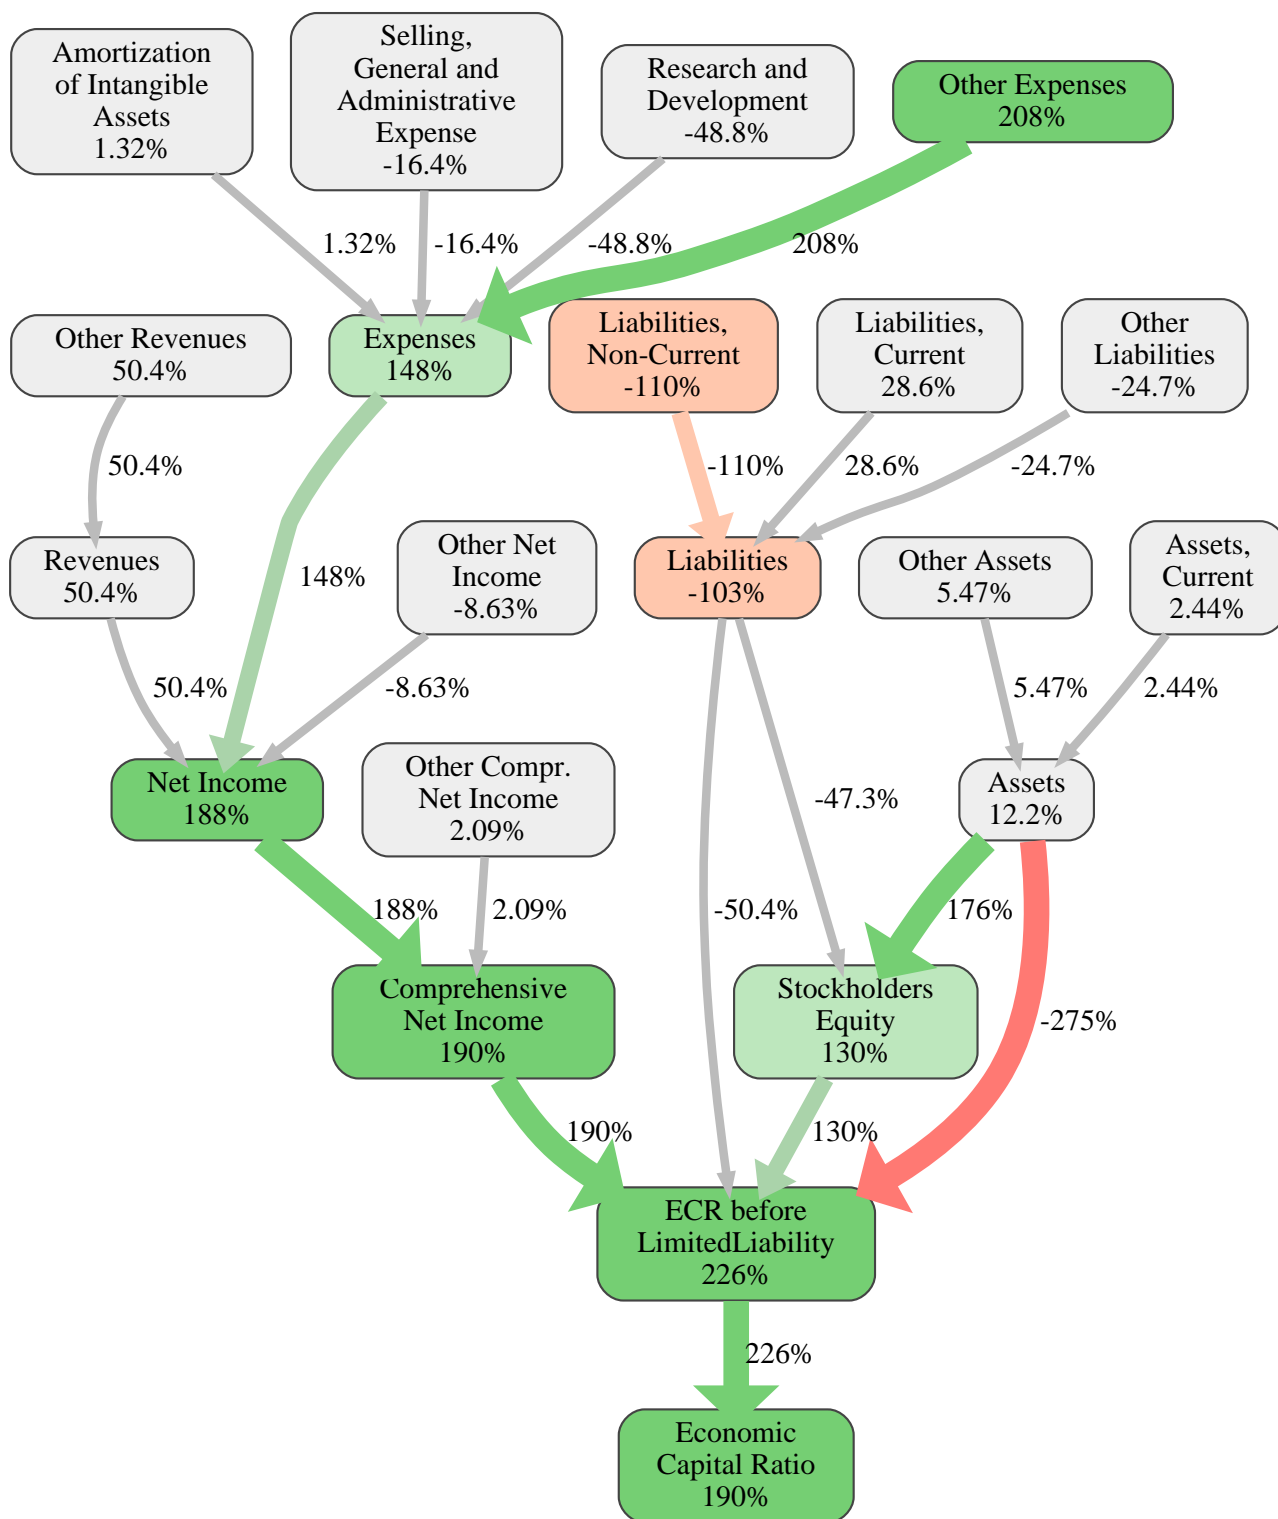 Amortization
of Intangible
Assets
1.32%
Selling,
General and
Administrative
Expense
-16.4%
Research and
Development
-48.8%
Other Expenses
208%
1.32%
-16.4%
-48.8%
208%
Other Revenues
50.4%
Expenses
148%
Liabilities,
Non-Current
-110%
Liabilities,
Current
28.6%
Other
Liabilities
-24.7%
50.4%
-110%
28.6%
-24.7%
Revenues
50.4%
148%
Other Net
Income
-8.63%
Liabilities
-103%
Other Assets
5.47%
Assets,
Current
2.44%
50.4%
-8.63%
5.47%
2.44%
Net Income
188%
Other Compr.
Net Income
2.09%
-47.3%
Assets
12.2%
188%
2.09%
-50.4%
176%
Comprehensive
Net Income
190%
Stockholders
Equity
130%
-275%
190%
130%
ECR before
LimitedLiability
226%
226%
Economic
Capital Ratio
190%